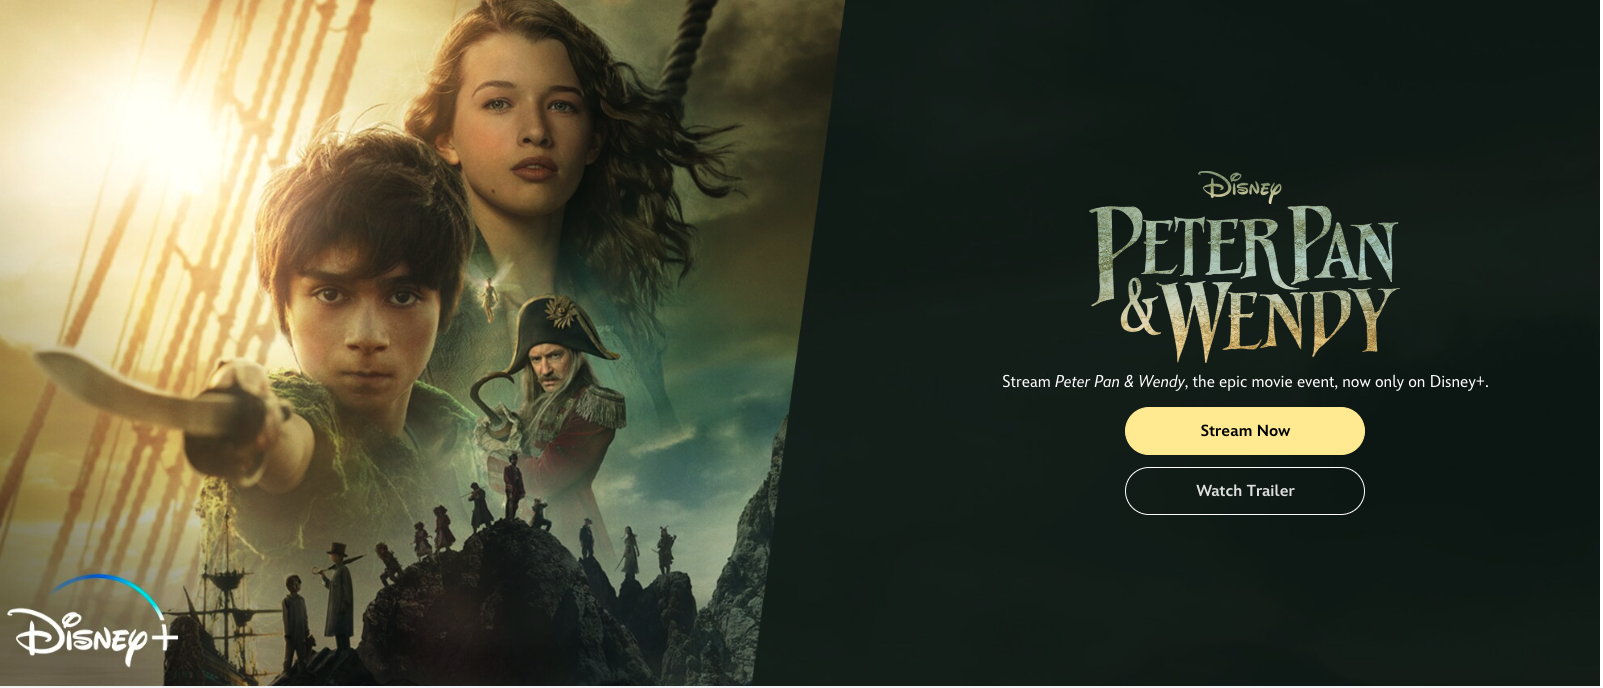 Disney
PETER PAN
& WENDY
Stream Peter Pan & Wendy, the epic movie event, now only on Disney+.
Stream Now
Watch Trailer
Disney+